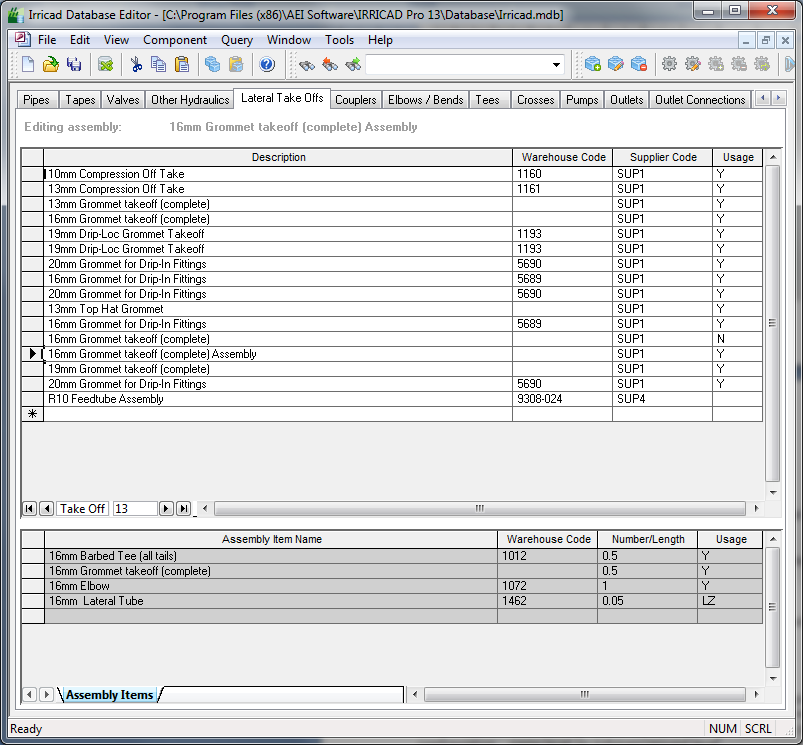 Irricad Database Editor - [C:\Program Files (x86)\AEI Software\IRRICAD Pro 13\Database\Irricad.mdb]
File Edit View Component Query Window Tools Help
Pipes Tapes Valves Other Hydraulics Lateral Take Offs Couplers Elbows / Bends Tees Crosses Pumps Outlets Outlet Connections
Editing assembly: 16mm Grommet takeoff (complete) Assembly
Description Warehouse Code Supplier Code Usage
10mm Compression Off Take 1160 SUP1 Y
13mm Compression Off Take 1161 SUP1 Y
13mm Grommet takeoff (complete) SUP1 Y
16mm Grommet takeoff (complete) SUP1 Y
19mm Drip-Loc Grommet Takeoff 1193 SUP1 Y
19mm Drip-Loc Grommet Takeoff 1193 SUP1 Y
20mm Grommet for Drip-In Fittings 5690 SUP1 Y
16mm Grommet for Drip-In Fittings 5689 SUP1 Y
20mm Grommet for Drip-In Fittings 5690 SUP1 Y
13mm Top Hat Grommet SUP1 Y
16mm Grommet for Drip-In Fittings 5689 SUP1 Y
16mm Grommet takeoff (complete) SUP1 N
16mm Grommet takeoff (complete) Assembly SUP1 Y
19mm Grommet takeoff (complete) SUP1 Y
20mm Grommet for Drip-In Fittings 5690 SUP1 Y
R10 Feedtube Assembly 9308-024 SUP4
Take Off 13
Assembly Item Name Warehouse Code Number/Length Usage
16mm Barbed Tee (all tails) 1012 0.5 Y
16mm Grommet takeoff (complete) 0.5 Y
16mm Elbow 1072 1 Y
16mm Lateral Tube 1462 0.05 LZ
Assembly Items
Ready NUM SCRL